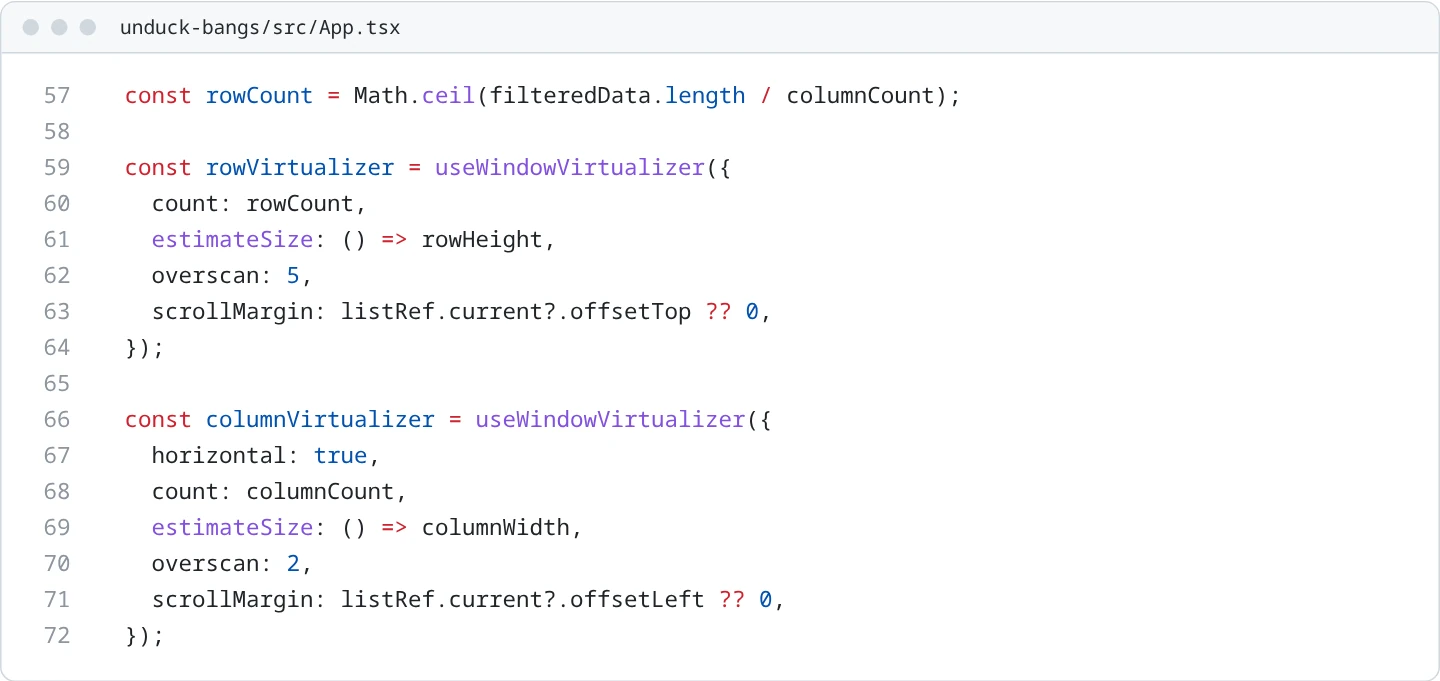 unduck-bangs/src/App.tsx
57 const rowCount = Math.ceil(filteredData.length / columnCount);
58
59 const rowVirtualizer = useWindowVirtualizer({
60 count: rowCount,
61 estimateSize: () => rowHeight,
62 overscan: 5,
63 scrollMargin: listRef.current?.offsetTop ?? 0,
64 });
65
66 const columnVirtualizer = useWindowVirtualizer({
67 horizontal: true,
68 count: columnCount,
69 estimateSize: () => columnWidth,
70 overscan: 2,
71 scrollMargin: listRef.current?.offsetLeft ?? 0,
72 });